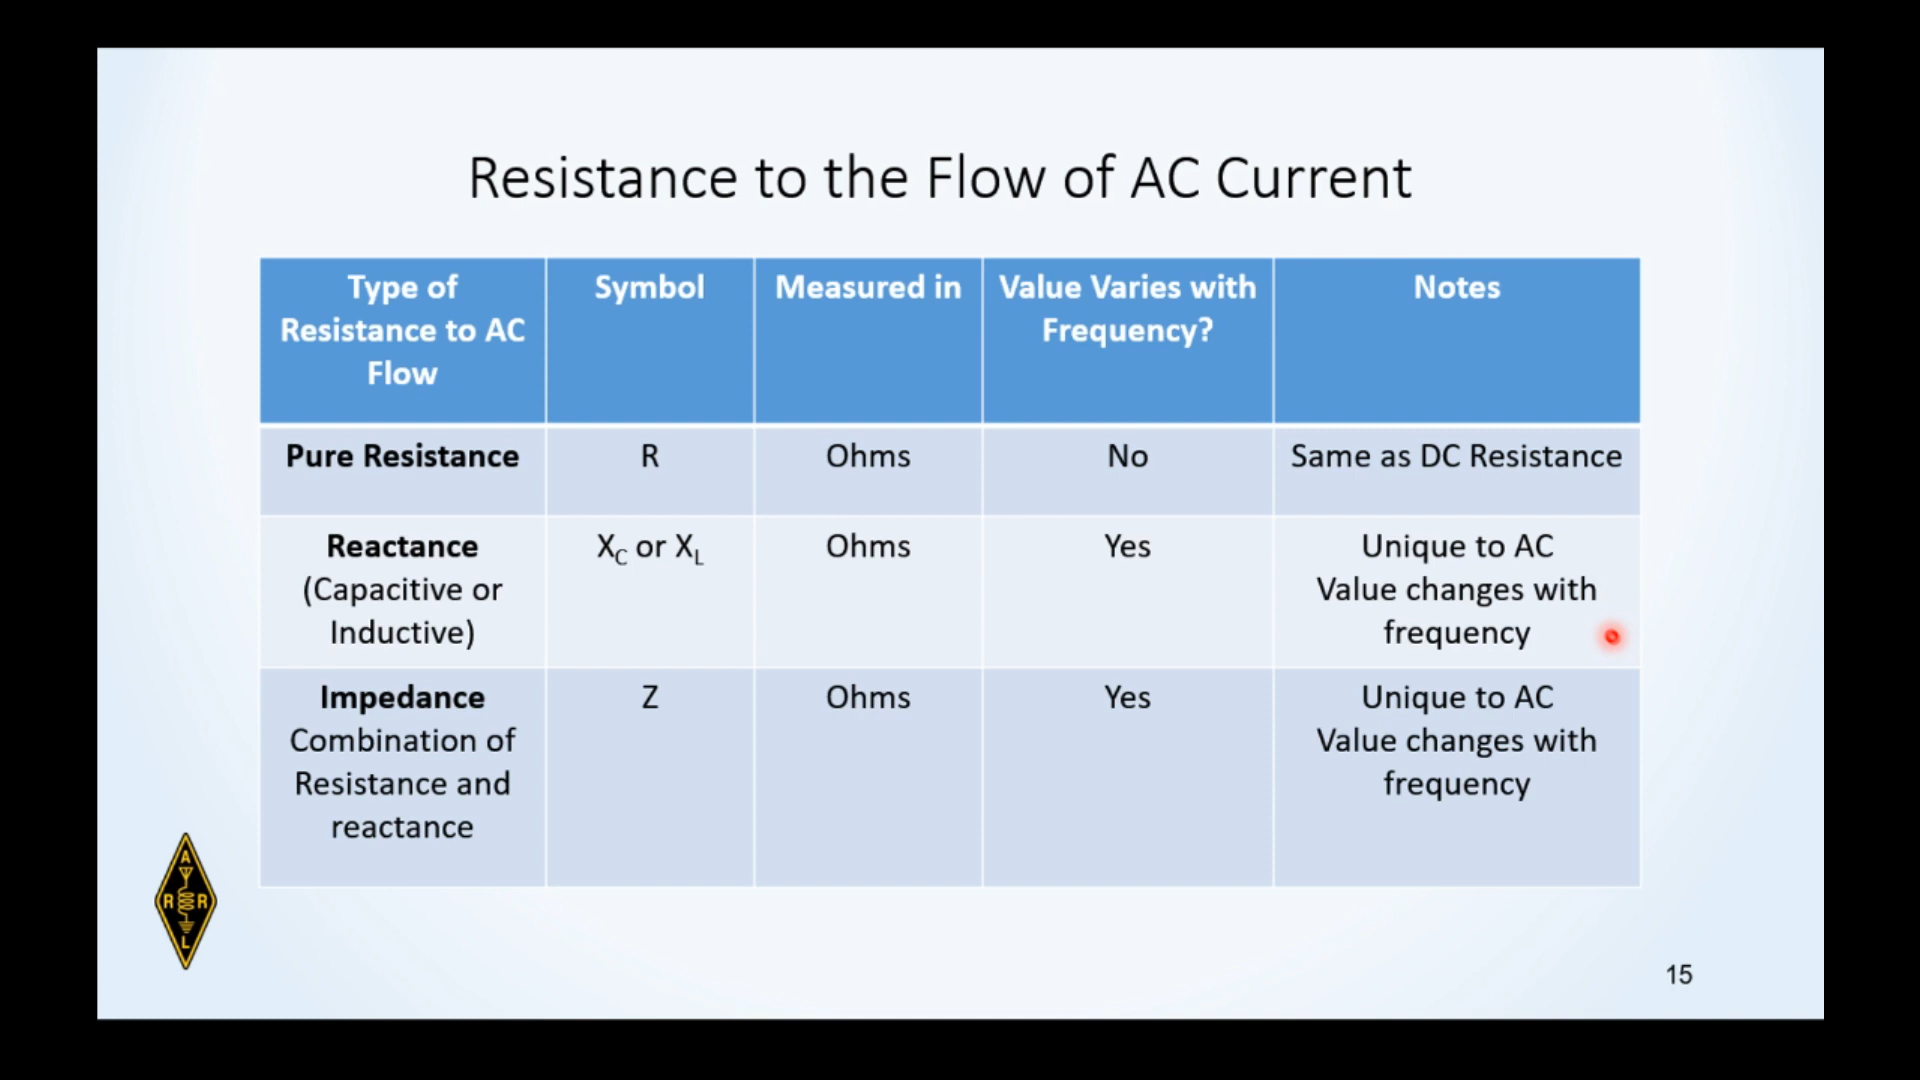 Resistance to the Flow of AC Current
Type of
Resistance to AC
Flow
Symbol
Measured in
Value Varies with
Frequency?
Notes
Pure Resistance
R
Ohms
No
Same as DC Resistance
Reactance
(Capacitive or
Inductive)
X_C or X_L
Ohms
Yes
Unique to AC
Value changes with
frequency
Impedance
Combination of
Resistance and
reactance
Z
Ohms
Yes
Unique to AC
Value changes with
frequency
A
R R
L
15